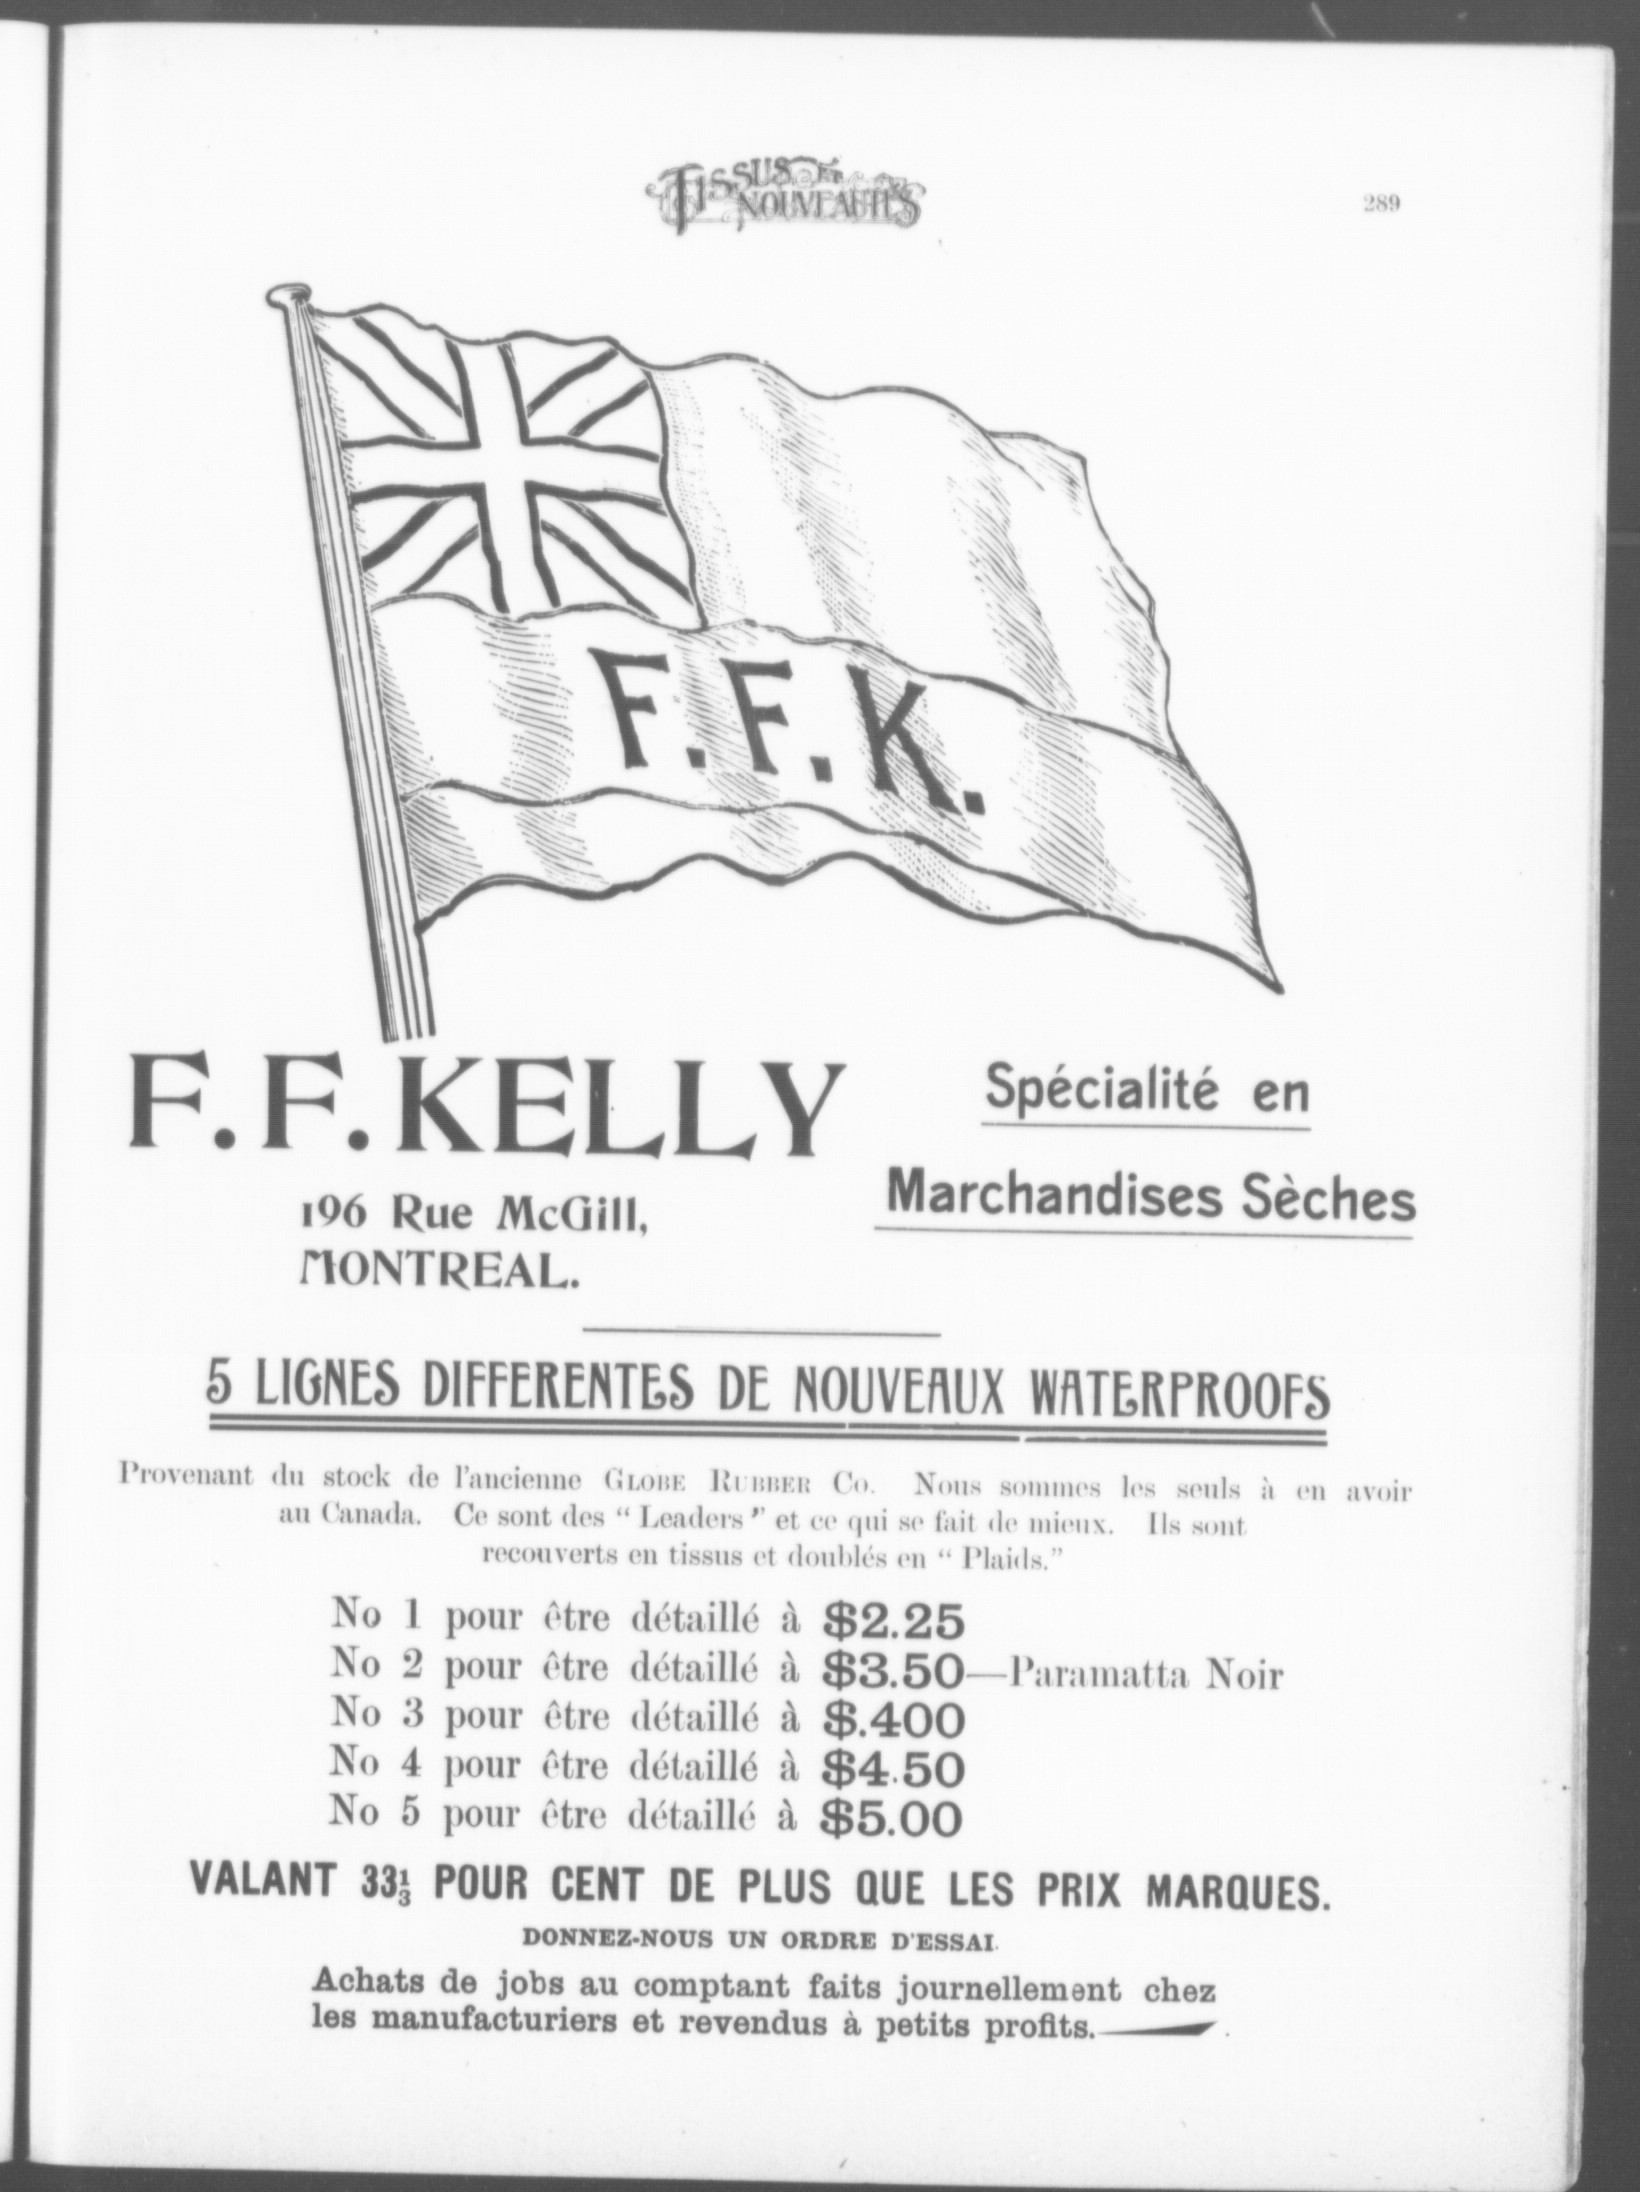 TISSUS ET
NOUVEAUTES
289
F. F. K.
F. F. KELLY
196 Rue McGill,
MONTREAL.
Spécialité en
Marchandises Sèches
5 LIGNES DIFFERENTES DE NOUVEAUX WATERPROOFS
Provenant du stock de l'ancienne GLOBE RUBBER CO. Nous sommes les seuls à en avoir
au Canada. Ce sont des “ Leaders ” et ce qui se fait de mieux. Ils sont
recouverts en tissus et doublés en “ Plaids.”
No 1 pour être détaillé à $2.25
No 2 pour être détaillé à $3.50—Paramatta Noir
No 3 pour être détaillé à $.400
No 4 pour être détaillé à $4.50
No 5 pour être détaillé à $5.00
VALANT 33⅓ POUR CENT DE PLUS QUE LES PRIX MARQUES.
DONNEZ-NOUS UN ORDRE D'ESSAI.
Achats de jobs au comptant faits journellement chez
les manufacturiers et revendus à petits profits.